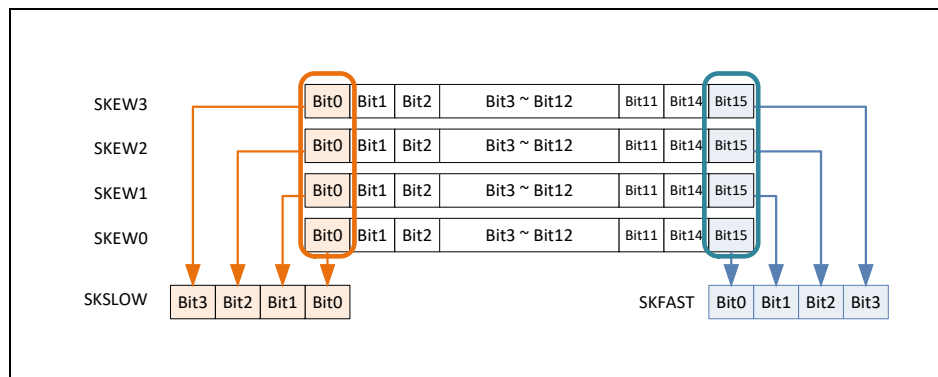 SKEW3 Bit0 Bit1 Bit2 Bit3 ~ Bit12 Bit11 Bit14 Bit15
SKEW2 Bit0 Bit1 Bit2 Bit3 ~ Bit12 Bit11 Bit14 Bit15
SKEW1 Bit0 Bit1 Bit2 Bit3 ~ Bit12 Bit11 Bit14 Bit15
SKEW0 Bit0 Bit1 Bit2 Bit3 ~ Bit12 Bit11 Bit14 Bit15
SKSLOW Bit3 Bit2 Bit1 Bit0 SKFAST Bit0 Bit1 Bit2 Bit3